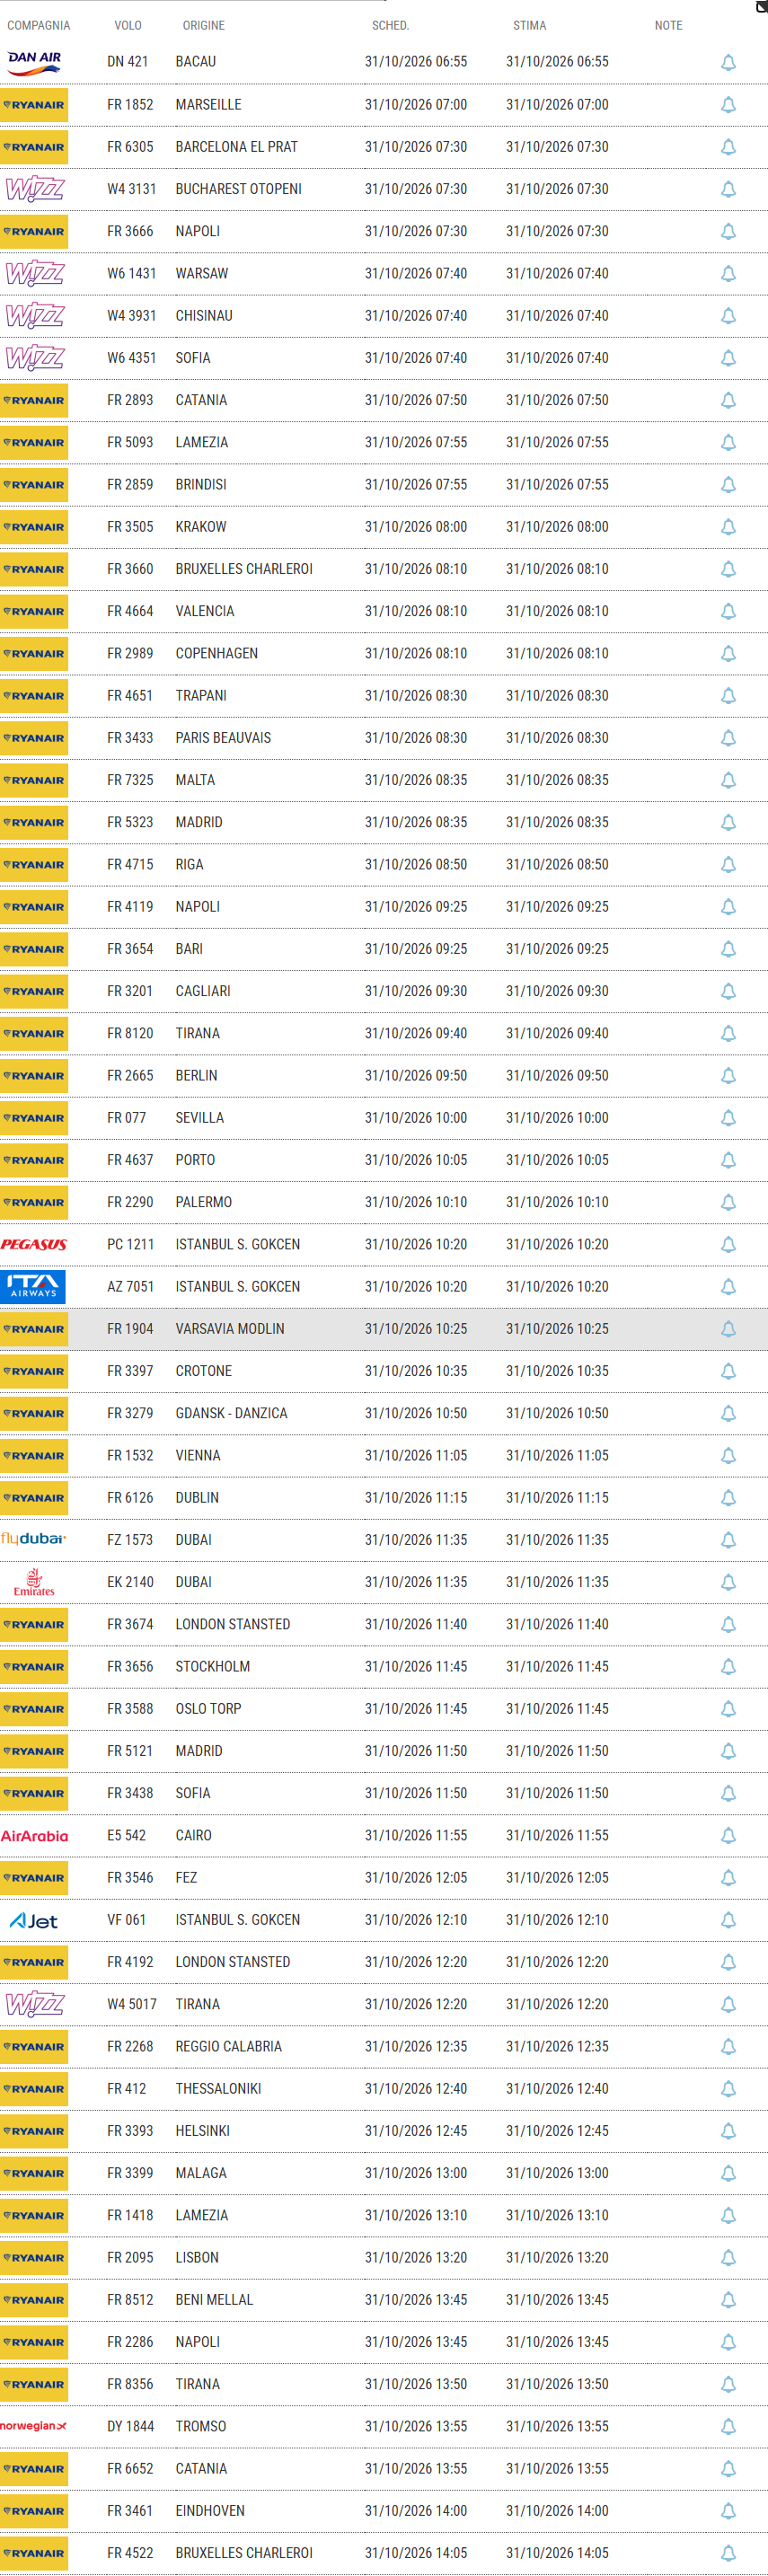 COMPAGNIA VOLO ORIGINE SCHED. STIMA NOTE
DAN AIR DN 421 BACAU 31/10/2026 06:55 31/10/2026 06:55
RYANAIR FR 1852 MARSEILLE 31/10/2026 07:00 31/10/2026 07:00
RYANAIR FR 6305 BARCELONA EL PRAT 31/10/2026 07:30 31/10/2026 07:30
WIZZ W4 3131 BUCHAREST OTOPENI 31/10/2026 07:30 31/10/2026 07:30
RYANAIR FR 3666 NAPOLI 31/10/2026 07:30 31/10/2026 07:30
WIZZ W6 1431 WARSAW 31/10/2026 07:40 31/10/2026 07:40
WIZZ W4 3931 CHISINAU 31/10/2026 07:40 31/10/2026 07:40
WIZZ W6 4351 SOFIA 31/10/2026 07:40 31/10/2026 07:40
RYANAIR FR 2893 CATANIA 31/10/2026 07:50 31/10/2026 07:50
RYANAIR FR 5093 LAMEZIA 31/10/2026 07:55 31/10/2026 07:55
RYANAIR FR 2859 BRINDISI 31/10/2026 07:55 31/10/2026 07:55
RYANAIR FR 3505 KRAKOW 31/10/2026 08:00 31/10/2026 08:00
RYANAIR FR 3660 BRUXELLES CHARLEROI 31/10/2026 08:10 31/10/2026 08:10
RYANAIR FR 4664 VALENCIA 31/10/2026 08:10 31/10/2026 08:10
RYANAIR FR 2989 COPENHAGEN 31/10/2026 08:10 31/10/2026 08:10
RYANAIR FR 4651 TRAPANI 31/10/2026 08:30 31/10/2026 08:30
RYANAIR FR 3433 PARIS BEAUVAIS 31/10/2026 08:30 31/10/2026 08:30
RYANAIR FR 7325 MALTA 31/10/2026 08:35 31/10/2026 08:35
RYANAIR FR 5323 MADRID 31/10/2026 08:35 31/10/2026 08:35
RYANAIR FR 4715 RIGA 31/10/2026 08:50 31/10/2026 08:50
RYANAIR FR 4119 NAPOLI 31/10/2026 09:25 31/10/2026 09:25
RYANAIR FR 3654 BARI 31/10/2026 09:25 31/10/2026 09:25
RYANAIR FR 3201 CAGLIARI 31/10/2026 09:30 31/10/2026 09:30
RYANAIR FR 8120 TIRANA 31/10/2026 09:40 31/10/2026 09:40
RYANAIR FR 2665 BERLIN 31/10/2026 09:50 31/10/2026 09:50
RYANAIR FR 077 SEVILLA 31/10/2026 10:00 31/10/2026 10:00
RYANAIR FR 4637 PORTO 31/10/2026 10:05 31/10/2026 10:05
RYANAIR FR 2290 PALERMO 31/10/2026 10:10 31/10/2026 10:10
PEGASUS PC 1211 ISTANBUL S. GOKCEN 31/10/2026 10:20 31/10/2026 10:20
ITA AIRWAYS AZ 7051 ISTANBUL S. GOKCEN 31/10/2026 10:20 31/10/2026 10:20
RYANAIR FR 1904 VARSAVIA MODLIN 31/10/2026 10:25 31/10/2026 10:25
RYANAIR FR 3397 CROTONE 31/10/2026 10:35 31/10/2026 10:35
RYANAIR FR 3279 GDANSK - DANZICA 31/10/2026 10:50 31/10/2026 10:50
RYANAIR FR 1532 VIENNA 31/10/2026 11:05 31/10/2026 11:05
RYANAIR FR 6126 DUBLIN 31/10/2026 11:15 31/10/2026 11:15
flydubai FZ 1573 DUBAI 31/10/2026 11:35 31/10/2026 11:35
Emirates EK 2140 DUBAI 31/10/2026 11:35 31/10/2026 11:35
RYANAIR FR 3674 LONDON STANSTED 31/10/2026 11:40 31/10/2026 11:40
RYANAIR FR 3656 STOCKHOLM 31/10/2026 11:45 31/10/2026 11:45
RYANAIR FR 3588 OSLO TORP 31/10/2026 11:45 31/10/2026 11:45
RYANAIR FR 5121 MADRID 31/10/2026 11:50 31/10/2026 11:50
RYANAIR FR 3438 SOFIA 31/10/2026 11:50 31/10/2026 11:50
AirArabia E5 542 CAIRO 31/10/2026 11:55 31/10/2026 11:55
RYANAIR FR 3546 FEZ 31/10/2026 12:05 31/10/2026 12:05
AJet VF 061 ISTANBUL S. GOKCEN 31/10/2026 12:10 31/10/2026 12:10
RYANAIR FR 4192 LONDON STANSTED 31/10/2026 12:20 31/10/2026 12:20
WIZZ W4 5017 TIRANA 31/10/2026 12:20 31/10/2026 12:20
RYANAIR FR 2268 REGGIO CALABRIA 31/10/2026 12:35 31/10/2026 12:35
RYANAIR FR 412 THESSALONIKI 31/10/2026 12:40 31/10/2026 12:40
RYANAIR FR 3393 HELSINKI 31/10/2026 12:45 31/10/2026 12:45
RYANAIR FR 3399 MALAGA 31/10/2026 13:00 31/10/2026 13:00
RYANAIR FR 1418 LAMEZIA 31/10/2026 13:10 31/10/2026 13:10
RYANAIR FR 2095 LISBON 31/10/2026 13:20 31/10/2026 13:20
RYANAIR FR 8512 BENI MELLAL 31/10/2026 13:45 31/10/2026 13:45
RYANAIR FR 2286 NAPOLI 31/10/2026 13:45 31/10/2026 13:45
RYANAIR FR 8356 TIRANA 31/10/2026 13:50 31/10/2026 13:50
norwegian DY 1844 TROMSO 31/10/2026 13:55 31/10/2026 13:55
RYANAIR FR 6652 CATANIA 31/10/2026 13:55 31/10/2026 13:55
RYANAIR FR 3461 EINDHOVEN 31/10/2026 14:00 31/10/2026 14:00
RYANAIR FR 4522 BRUXELLES CHARLEROI 31/10/2026 14:05 31/10/2026 14:05